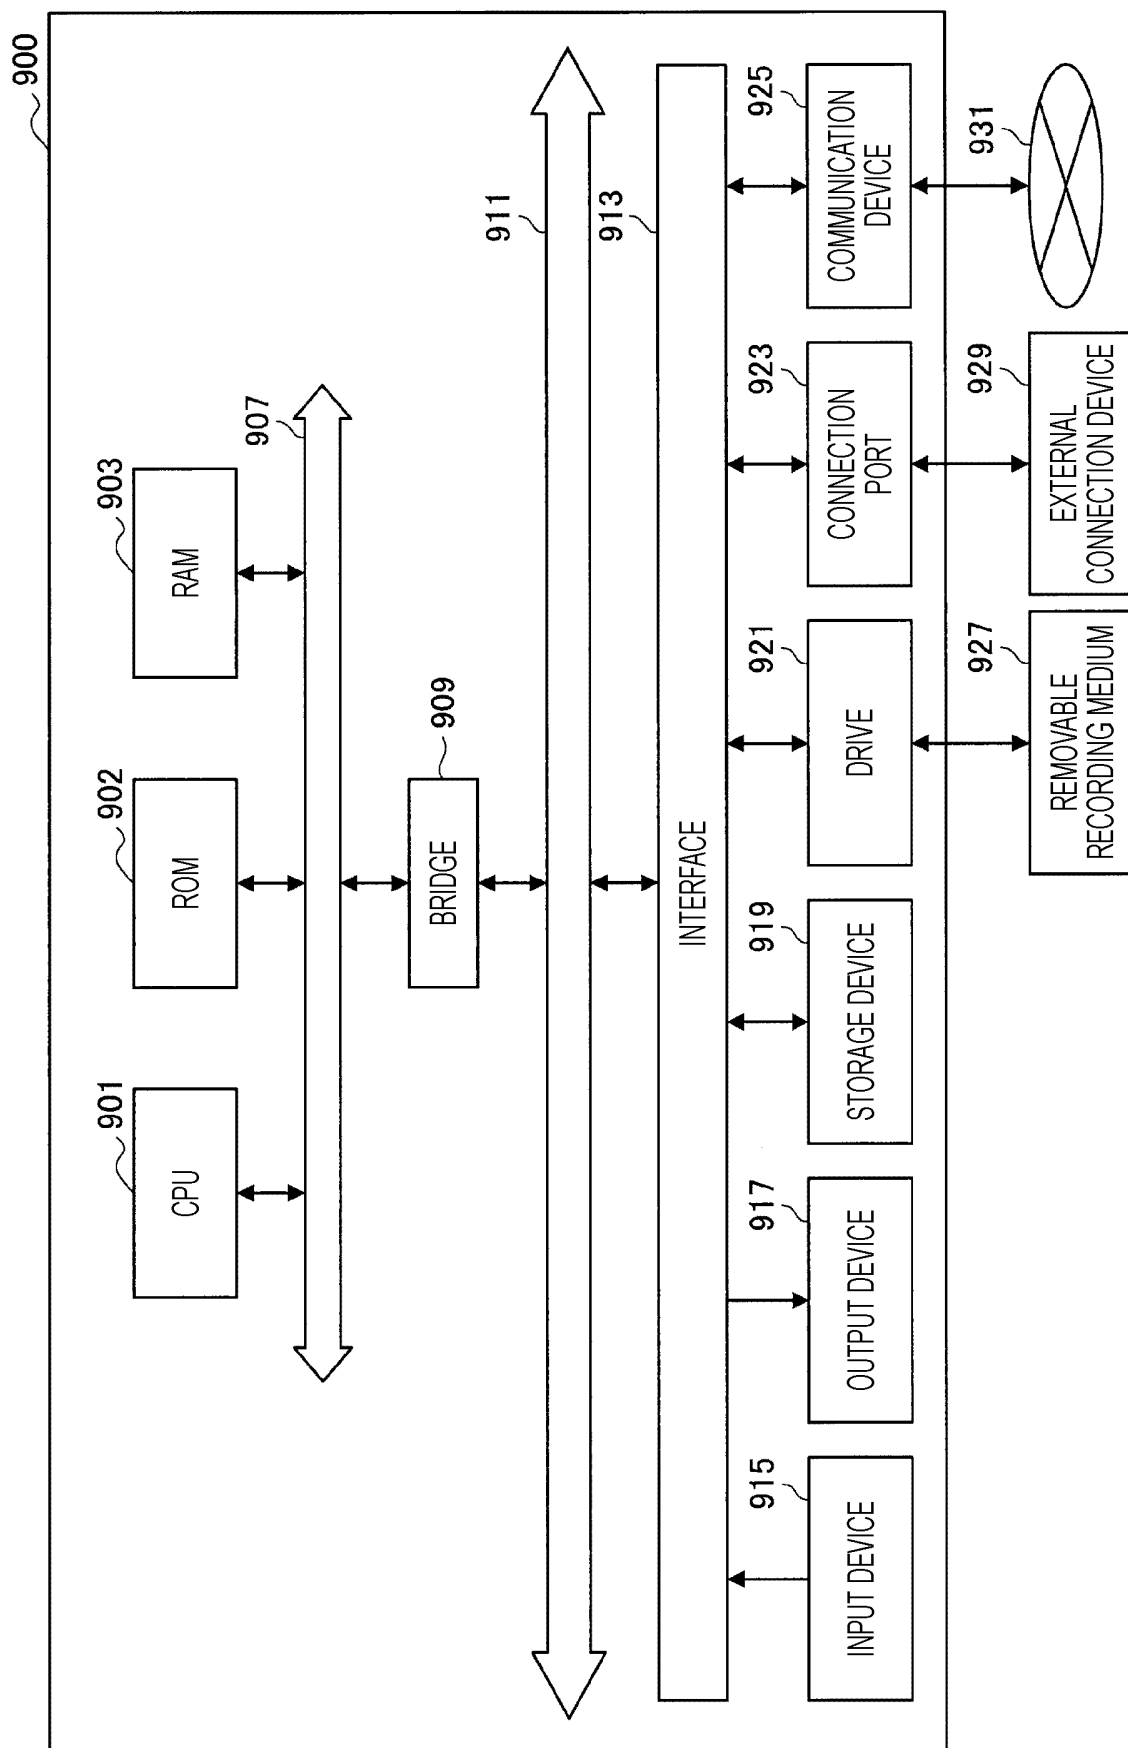 900
901
CPU
902
ROM
903
RAM
907
909
BRIDGE
911
913
INTERFACE
915
INPUT DEVICE
917
OUTPUT DEVICE
919
STORAGE DEVICE
921
DRIVE
923
CONNECTION
PORT
925
COMMUNICATION
DEVICE
927
REMOVABLE
RECORDING MEDIUM
929
EXTERNAL
CONNECTION DEVICE
931